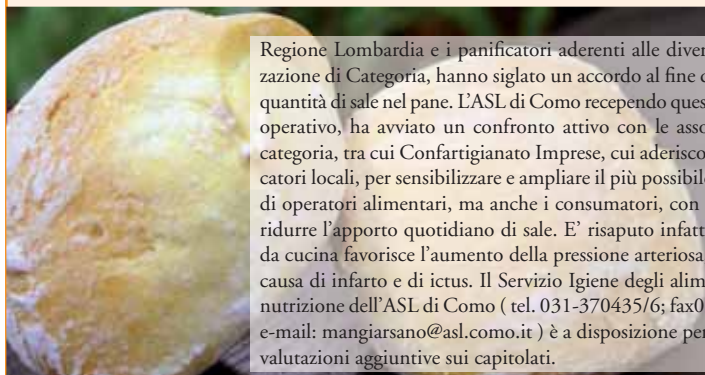 Regione Lombardia e i panificatori aderenti alle diver
zazione di Categoria, hanno siglato un accordo al fine d
quantità di sale nel pane. L’ASL di Como recependo ques
operativo, ha avviato un confronto attivo con le asso
categoria, tra cui Confartigianato Imprese, cui aderisco
catori locali, per sensibilizzare e ampliare il più possibil
di operatori alimentari, ma anche i consumatori, con
ridurre l’apporto quotidiano di sale. E’ risaputo infatt
da cucina favorisce l’aumento della pressione arteriosa
causa di infarto e di ictus. Il Servizio Igiene degli alim
nutrizione dell’ASL di Como ( tel. 031-370435/6; fax0
e-mail: mangiarsano@asl.como.it ) è a disposizione per
valutazioni aggiuntive sui capitolati.